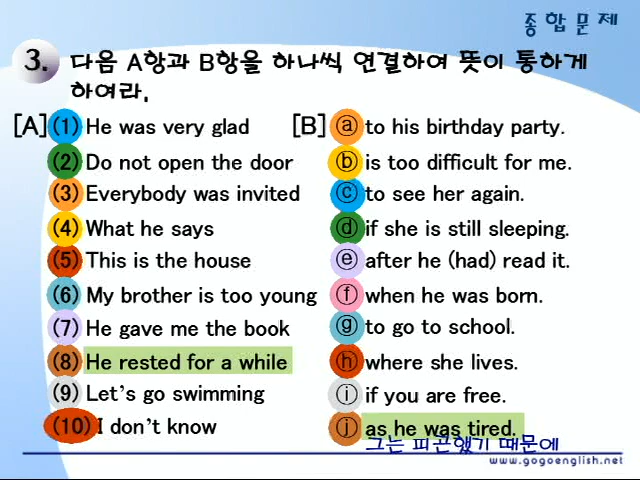 종합문제
3. 다음 A항과 B항을 하나씩 연결하여 뜻이 통하게
하여라.
[A] (1) He was very glad [B] ⓐ to his birthday party.
(2) Do not open the door ⓑ is too difficult for me.
(3) Everybody was invited ⓒ to see her again.
(4) What he says ⓓ if she is still sleeping.
(5) This is the house ⓔ after he (had) read it.
(6) My brother is too young ⓕ when he was born.
(7) He gave me the book ⓖ to go to school.
(8) He rested for a while ⓗ where she lives.
(9) Let's go swimming ⓘ if you are free.
(10) I don't know ⓙ as he was tired.
그는 피곤했기 때문에
www.gogoenglish.net